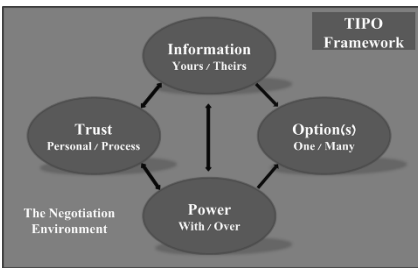 TIPO
Framework
Information
Yours / Theirs
Trust
Personal / Process
Option(s)
One / Many
Power
With / Over
The Negotiation
Environment